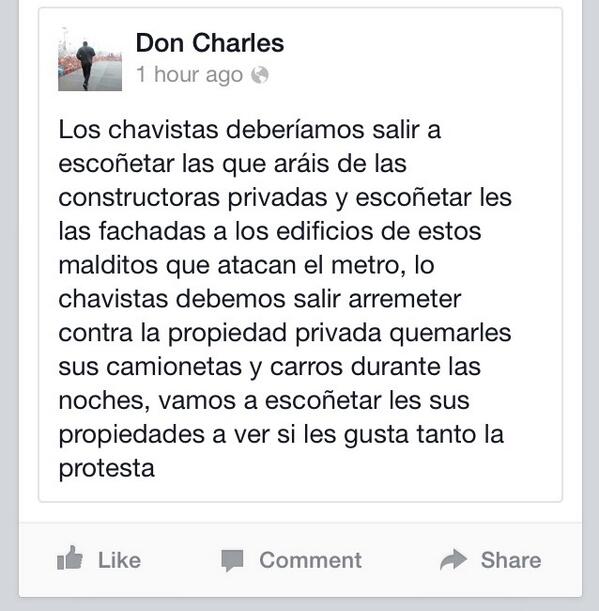 Don Charles
1 hour ago
Los chavistas deberíamos salir a
escoñetar las que aráis de las
constructoras privadas y escoñetar les
las fachadas a los edificios de estos
malditos que atacan el metro, lo
chavistas debemos salir arremeter
contra la propiedad privada quemarles
sus camionetas y carros durante las
noches, vamos a escoñetar les sus
propiedades a ver si les gusta tanto la
protesta
Like Comment Share